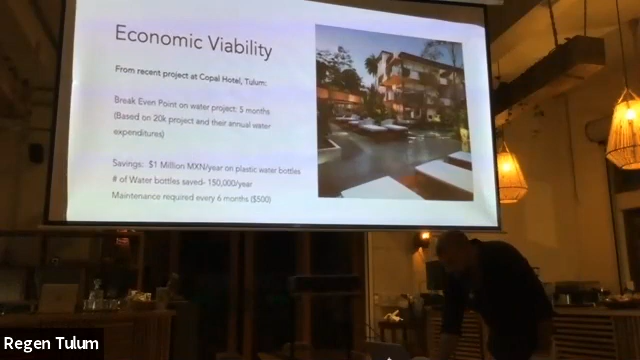 Economic Viability
From recent project at Copal Hotel, Tulum:
Break Even Point on water project: 5 months
(Based on 20k project and their annual water
expenditures)
Savings: $1 Million MXN/year on plastic water bottles
# of Water bottles saved- 150,000/year
Maintenance required every 6 months ($500)
Regen Tulum